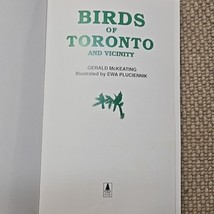 BIRDS
OF
TORONTO
AND VICINITY
GERALD McKEATING
Illustrated by EWA PLUCIENNIK